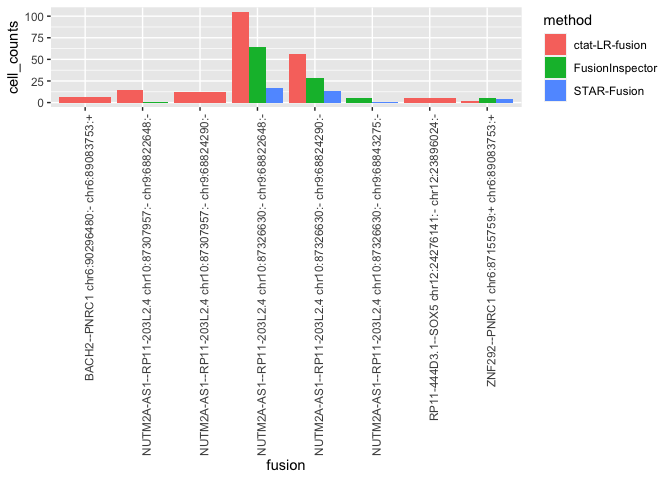 cell_counts
100
75
50
25
0
BACH2--PNRC1 chr6:90296480:- chr6:89083753:+
NUTM2A-AS1--RP11-203L2.4 chr10:87307957:- chr9:68822648:-
NUTM2A-AS1--RP11-203L2.4 chr10:87307957:- chr9:68824290:-
NUTM2A-AS1--RP11-203L2.4 chr10:87326630:- chr9:68822648:-
NUTM2A-AS1--RP11-203L2.4 chr10:87326630:- chr9:68824290:-
NUTM2A-AS1--RP11-203L2.4 chr10:87326630:- chr9:68843275:-
RP11-444D3.1--SOX5 chr12:24276141:- chr12:23896024:-
ZNF292--PNRC1 chr6:87155759:+ chr6:89083753:+
fusion
method
ctat-LR-fusion
FusionInspector
STAR-Fusion